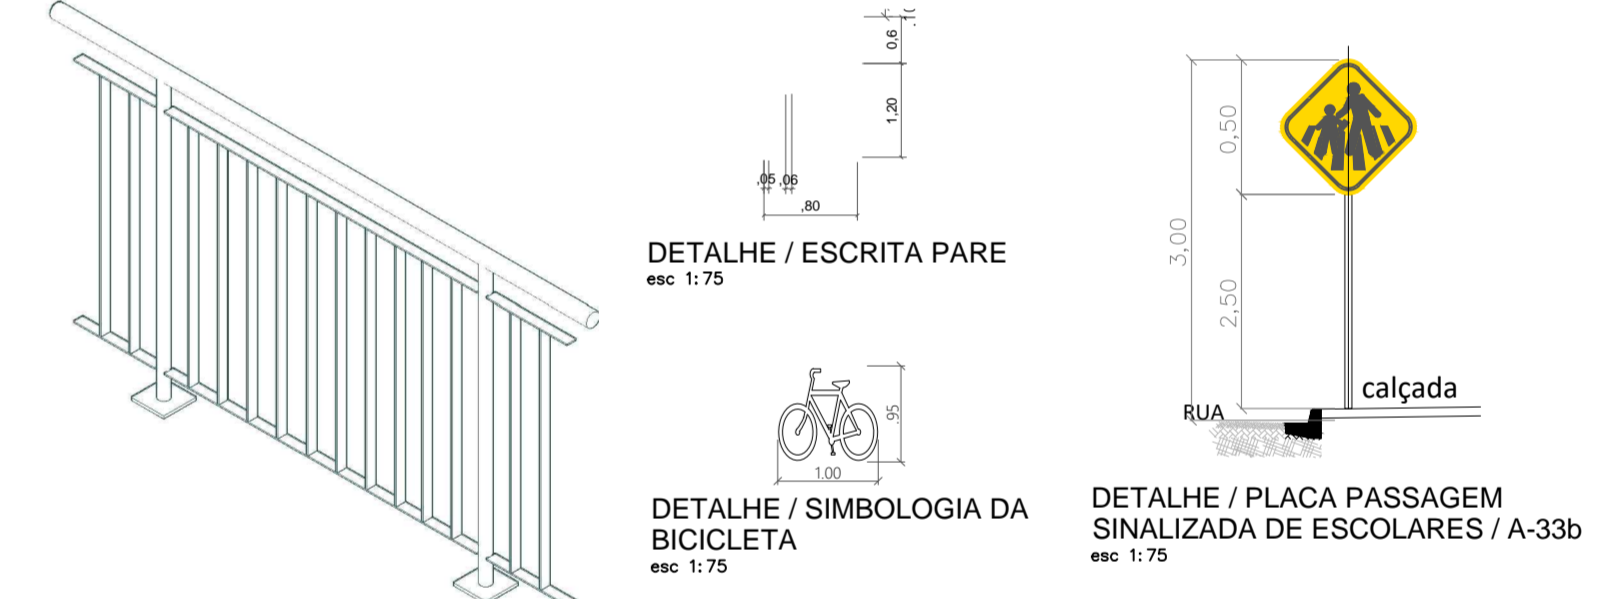 0,6
1,20
,05 ,06
,80
DETALHE / ESCRITA PARE
esc 1:75
.95
1.00
DETALHE / SIMBOLOGIA DA
BICICLETA
esc 1:75
0,50
3,00
2,50
calçada
RUA
DETALHE / PLACA PASSAGEM
SINALIZADA DE ESCOLARES / A-33b
esc 1:75